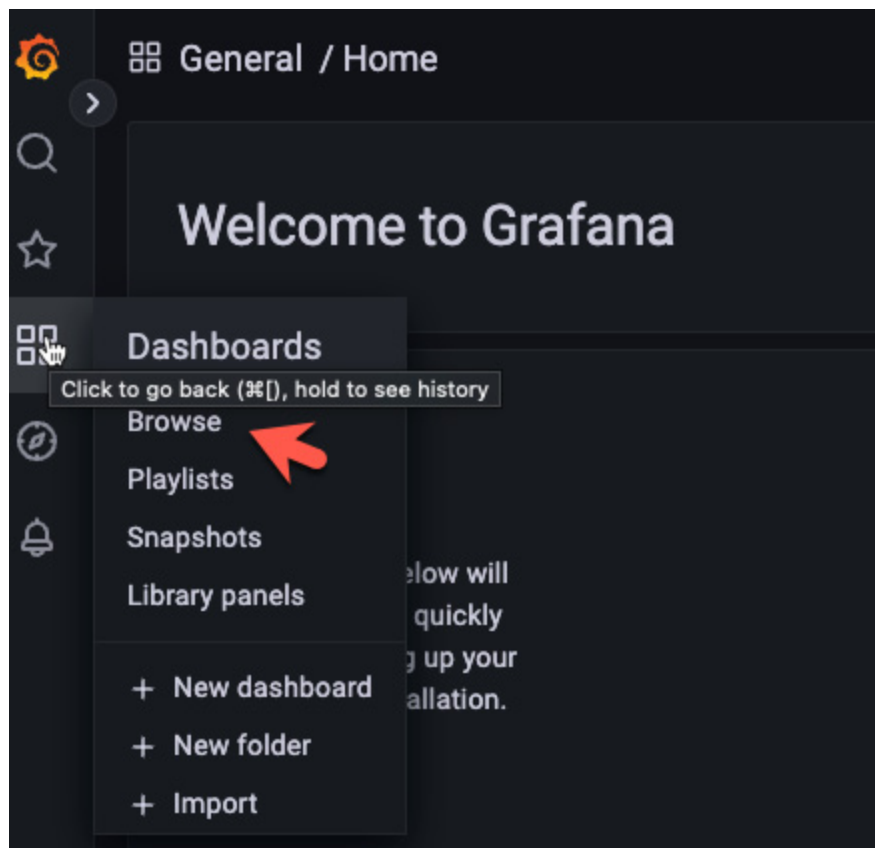 General / Home
Welcome to Grafana
Dashboards
Click to go back (⌘[), hold to see history
Browse
Playlists
Snapshots
Library panels
elow will
quickly
g up your
allation.
+ New dashboard
+ New folder
+ Import